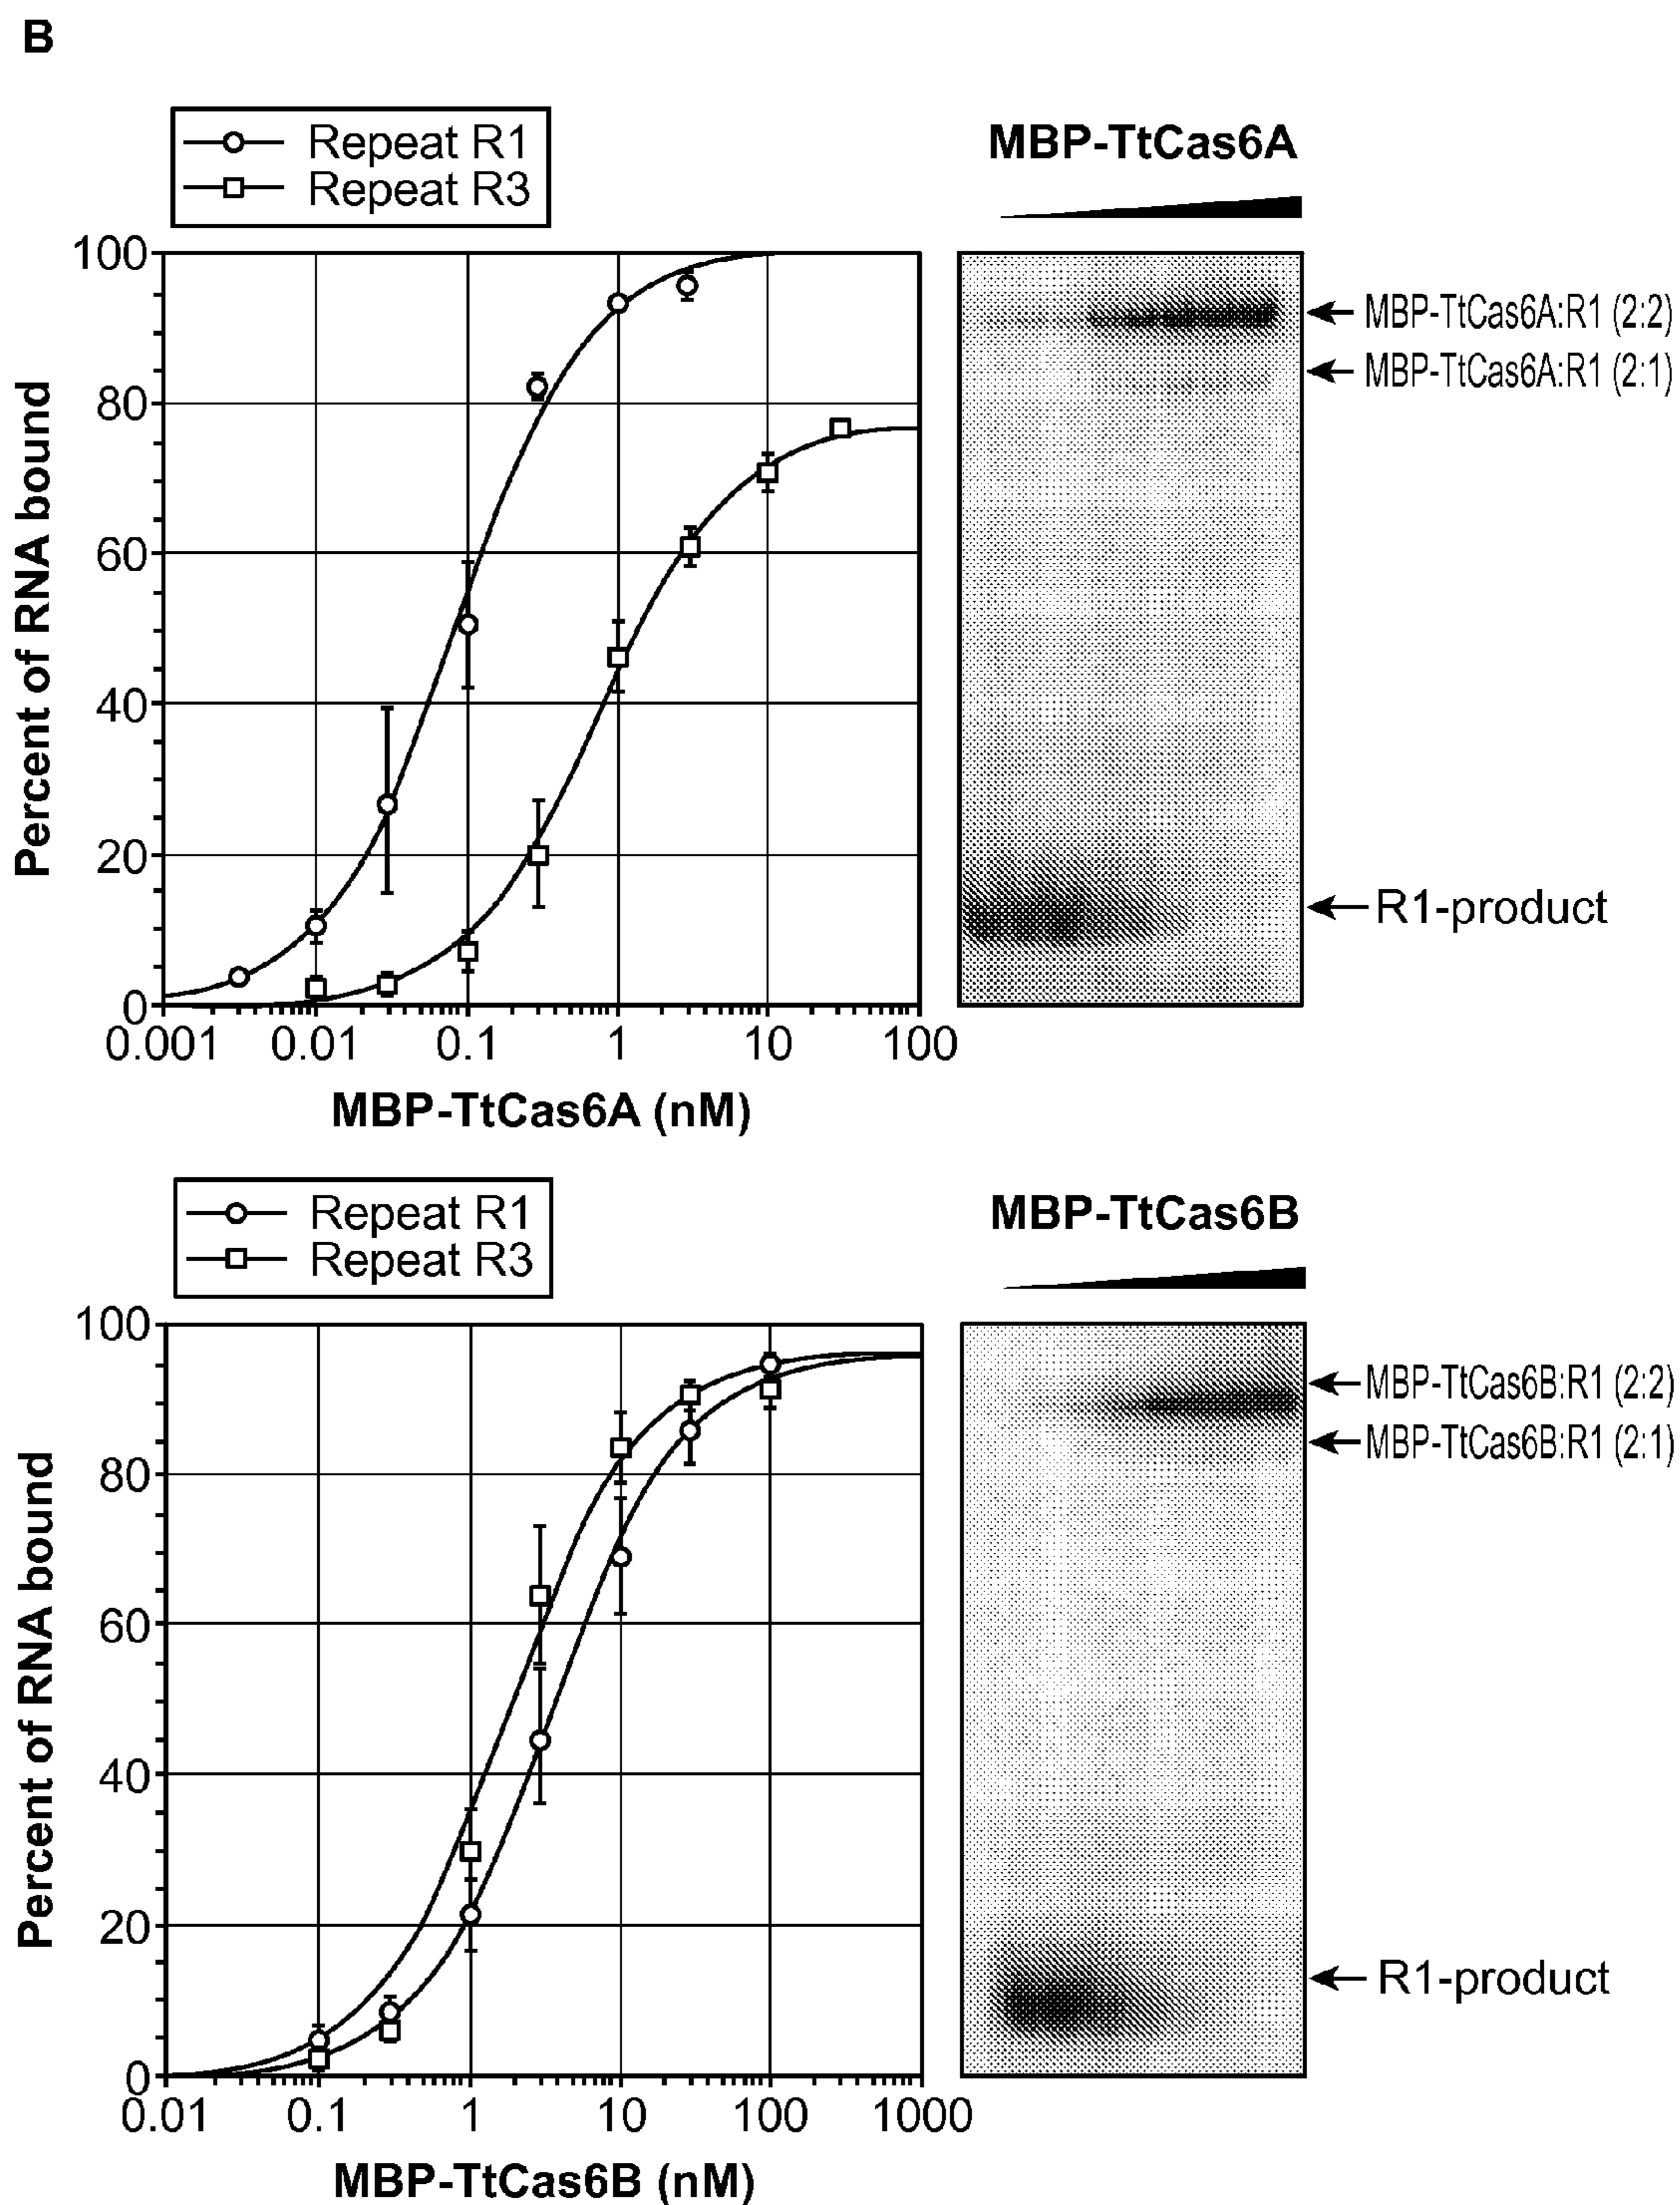 B
Repeat R1
Repeat R3
MBP-TtCas6A
100
80
60
40
20
0
Percent of RNA bound
0.001 0.01 0.1 1 10 100
MBP-TtCas6A (nM)
MBP-TtCas6A:R1 (2:2)
MBP-TtCas6A:R1 (2:1)
R1-product
Repeat R1
Repeat R3
MBP-TtCas6B
100
80
60
40
20
0
Percent of RNA bound
0.01 0.1 1 10 100 1000
MBP-TtCas6B (nM)
MBP-TtCas6B:R1 (2:2)
MBP-TtCas6B:R1 (2:1)
R1-product